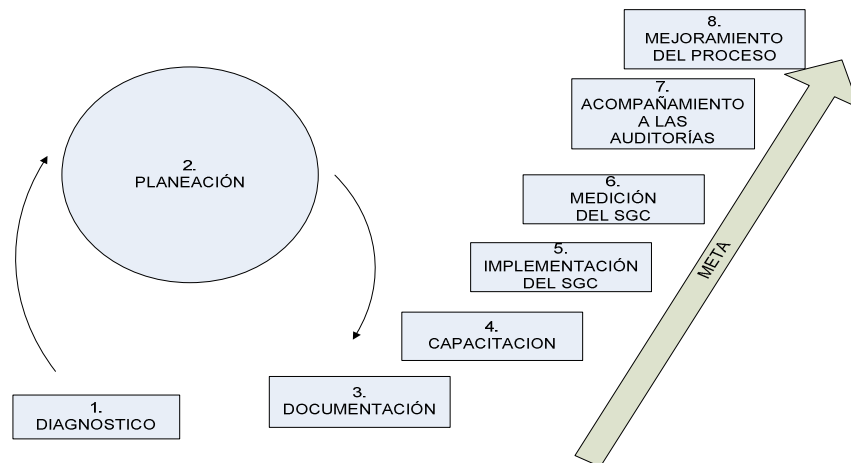 1.
DIAGNOSTICO
2.
PLANEACIÓN
3.
DOCUMENTACIÓN
4.
CAPACITACION
5.
IMPLEMENTACIÓN
DEL SGC
6.
MEDICIÓN
DEL SGC
7.
ACOMPAÑAMIENTO
A LAS
AUDITORÍAS
8.
MEJORAMIENTO
DEL PROCESO
META